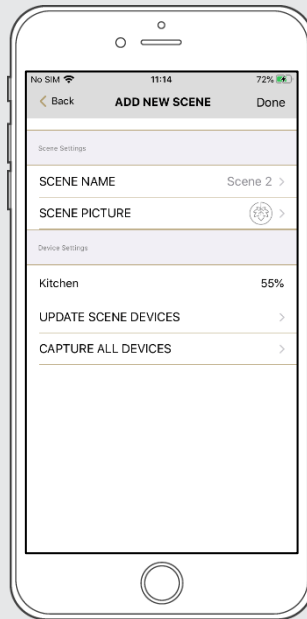 No SIM 11:14 72%
Back ADD NEW SCENE Done
Scene Settings
SCENE NAME Scene 2 >
SCENE PICTURE >
Device Settings
Kitchen 55%
UPDATE SCENE DEVICES >
CAPTURE ALL DEVICES >